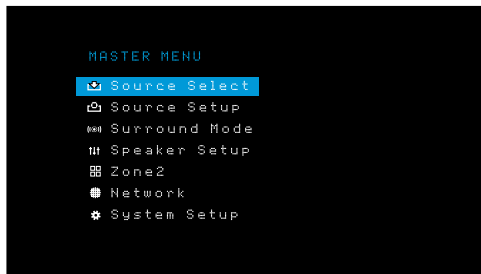 MASTER MENU
Source Select
Source Setup
Surround Mode
Speaker Setup
Zone2
Network
System Setup